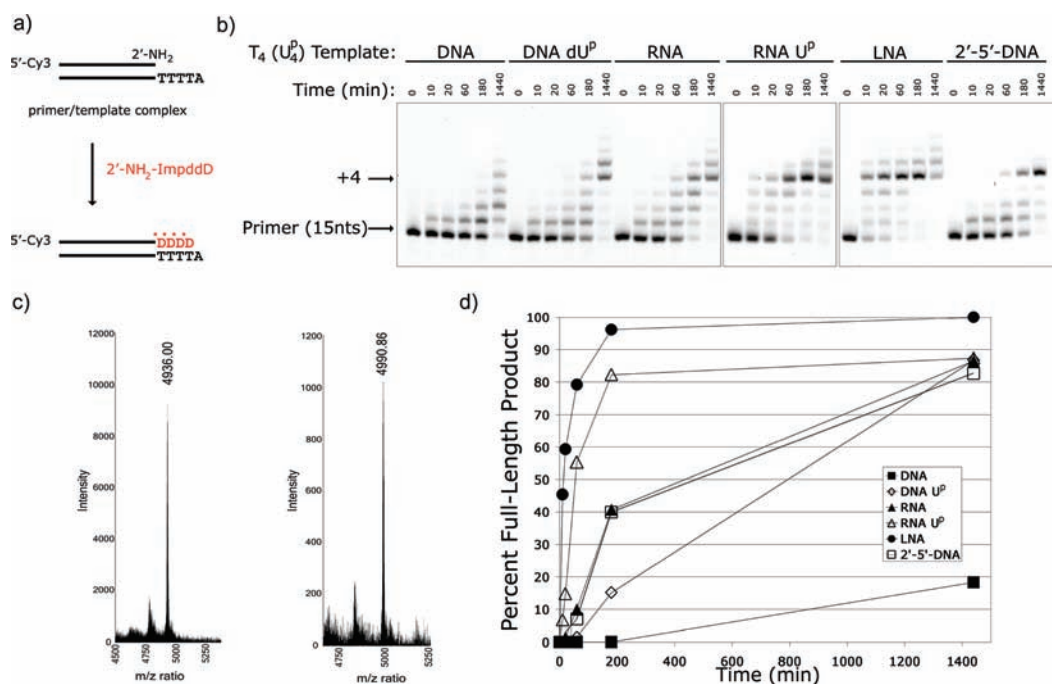 a)
2'-NH₂
5'-Cy3
TTTTA
primer/template complex
2'-NH₂-ImpddD
5'-Cy3
DDDD
TTTTA
b)
T₄ (U₄ᵖ) Template: DNA DNA dUᵖ RNA RNA Uᵖ LNA 2'-5'-DNA
Time (min): 0 10 20 60 180 1440 0 10 20 60 180 1440 0 10 20 60 180 1440 0 10 20 60 180 1440 0 10 20 60 180 1440 0 10 20 60 180 1440
+4
Primer (15nts)
c)
12000
10000
8000
6000
4000
2000
0
Intensity
4936.00
4500 4750 5000 5250
m/z ratio
1200
1000
800
600
400
200
0
Intensity
4990.86
4750 5000 5250
m/z ratio
d)
Percent Full-Length Product
100
90
80
70
60
50
40
30
20
10
0
DNA
DNA Uᵖ
RNA
RNA Uᵖ
LNA
2'-5'-DNA
0 200 400 600 800 1000 1200 1400
Time (min)